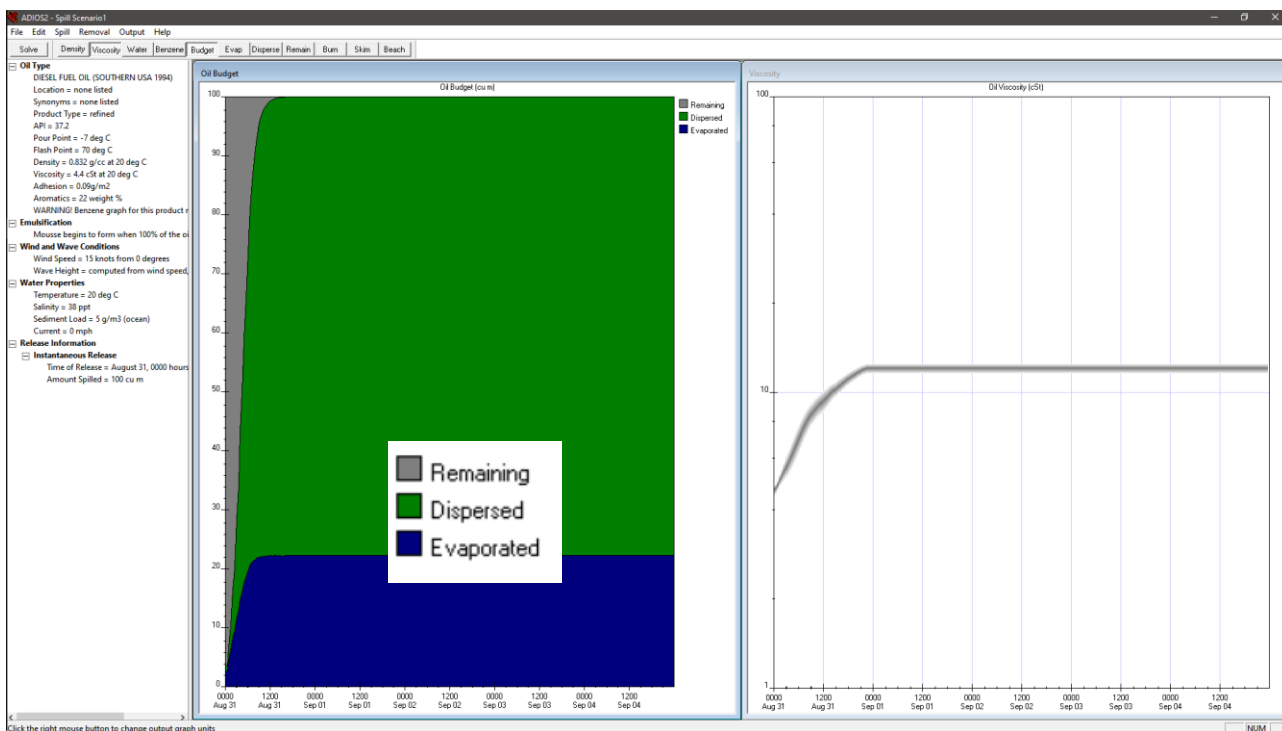 ADIOS2 - Spill Scenario1
File Edit Spill Removal Output Help
Solve Density Viscosity Water Benzene Budget Evap Disperse Remain Burn Skim Beach
Oil Type
DIESEL FUEL OIL (SOUTHERN USA 1994)
Location = none listed
Synonyms = none listed
Product Type = refined
API = 37.2
Pour Point = -7 deg C
Flash Point = 70 deg C
Density = 0.832 g/cc at 20 deg C
Viscosity = 4.4 cSt at 20 deg C
Adhesion = 0.09g/m2
Aromatics = 22 weight %
WARNING! Benzene graph for this product r
Emulsification
Mousse begins to form when 100% of the oi
Wind and Wave Conditions
Wind Speed = 15 knots from 0 degrees
Wave Height = computed from wind speed,
Water Properties
Temperature = 20 deg C
Salinity = 38 ppt
Sediment Load = 5 g/m3 (ocean)
Current = 0 mph
Release Information
Instantaneous Release
Time of Release = August 31, 0000 hours
Amount Spilled = 100 cu m
Oil Budget
Oil Budget (cu m)
100
90
80
70
60
50
40
30
20
10
0
0000 1200 0000 1200 0000 1200 0000 1200 0000 1200
Aug 31 Aug 31 Sep 01 Sep 01 Sep 02 Sep 02 Sep 03 Sep 03 Sep 04 Sep 04
Remaining
Dispersed
Evaporated
Remaining
Dispersed
Evaporated
Viscosity
Oil Viscosity (cSt)
100
10
1
0000 1200 0000 1200 0000 1200 0000 1200 0000 1200
Aug 31 Aug 31 Sep 01 Sep 01 Sep 02 Sep 02 Sep 03 Sep 03 Sep 04 Sep 04
Click the right mouse button to change output graph units
NUM